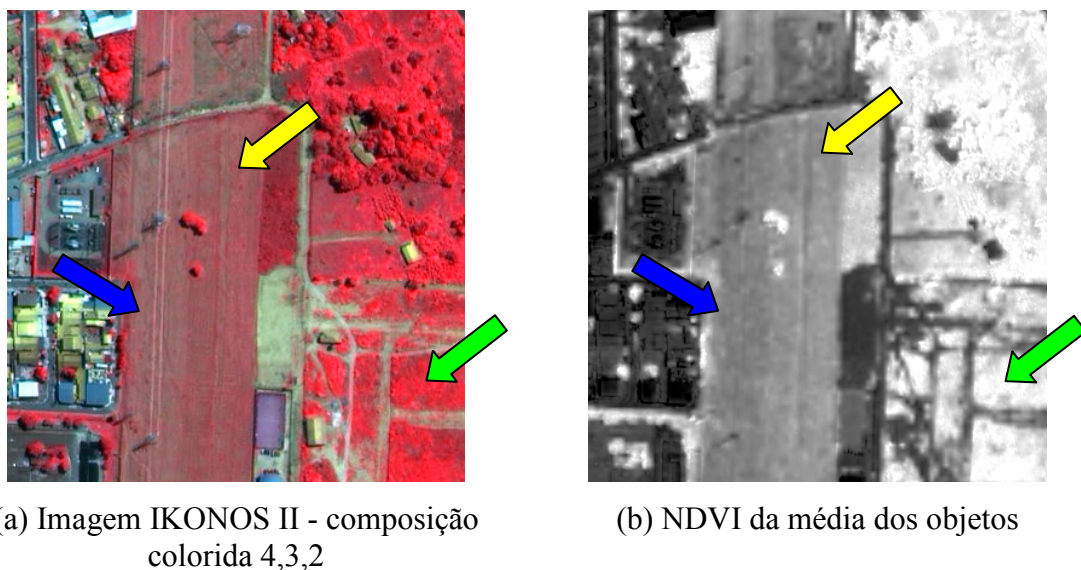 (a) Imagem IKONOS II - composição
colorida 4,3,2
(b) NDVI da média dos objetos